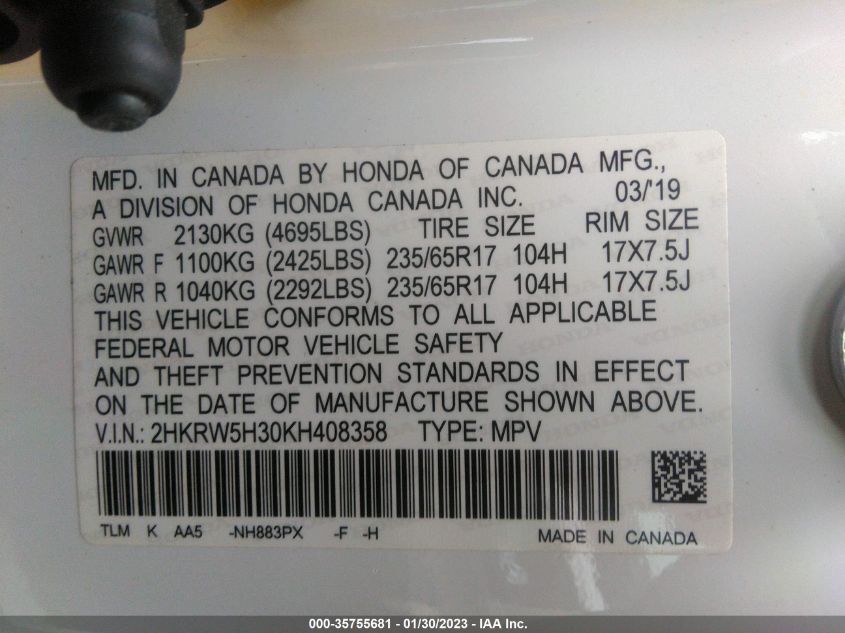 MFD. IN CANADA BY HONDA OF CANADA MFG.,
A DIVISION OF HONDA CANADA INC. 03/'19
GVWR 2130KG (4695LBS) TIRE SIZE RIM SIZE
GAWR F 1100KG (2425LBS) 235/65R17 104H 17X7.5J
GAWR R 1040KG (2292LBS) 235/65R17 104H 17X7.5J
THIS VEHICLE CONFORMS TO ALL APPLICABLE
FEDERAL MOTOR VEHICLE SAFETY
AND THEFT PREVENTION STANDARDS IN EFFECT
ON THE DATE OF MANUFACTURE SHOWN ABOVE.
V.I.N.: 2HKRW5H30KH408358 TYPE: MPV
TLM K AA5 -NH883PX -F -H MADE IN CANADA
000-35755681 - 01/30/2023 - IAA Inc.